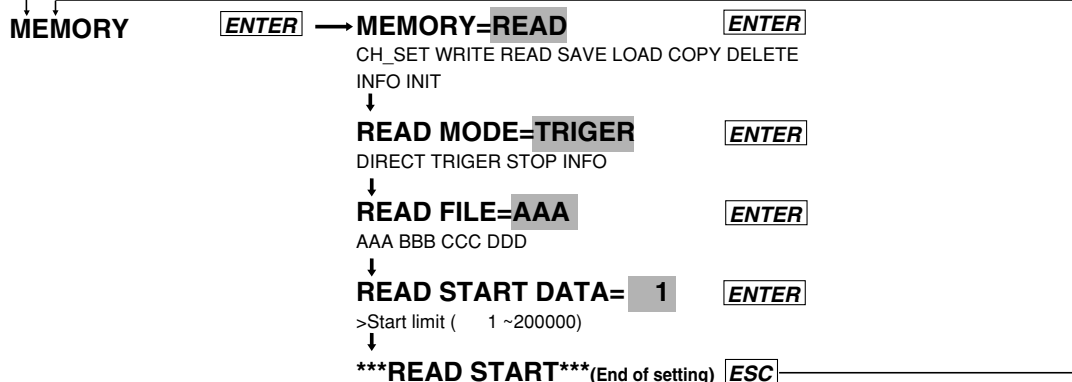 MEMORY ENTER MEMORY=READ ENTER
CH_SET WRITE READ SAVE LOAD COPY DELETE
INFO INIT
READ MODE=TRIGER ENTER
DIRECT TRIGER STOP INFO
READ FILE=AAA ENTER
AAA BBB CCC DDD
READ START DATA= 1 ENTER
>Start limit ( 1 ~200000)
***READ START***(End of setting) ESC